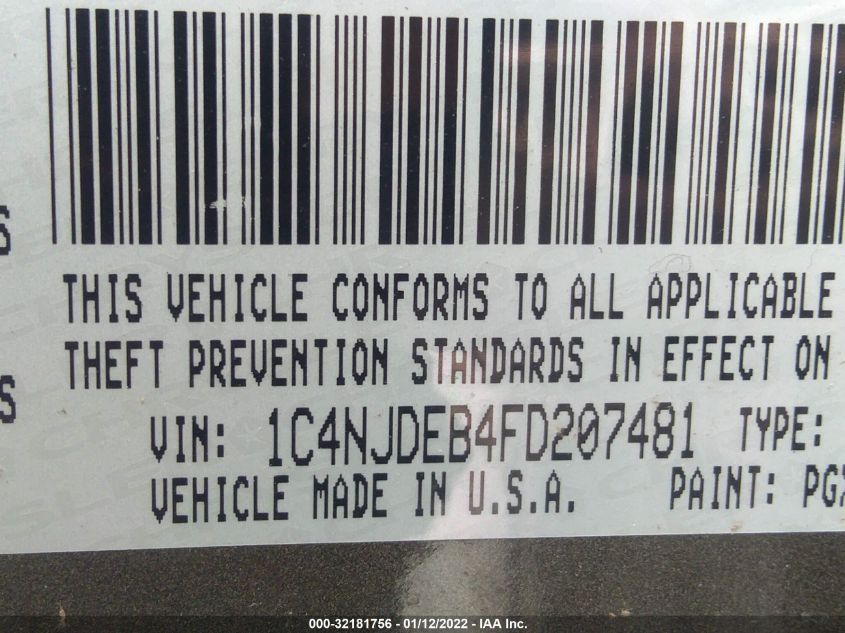 THIS VEHICLE CONFORMS TO ALL APPLICABLE
THEFT PREVENTION STANDARDS IN EFFECT ON
VIN: 1C4NJDEB4FD207481 TYPE:
VEHICLE MADE IN U.S.A. PAINT:
000-32181756 - 01/12/2022 - IAA Inc.